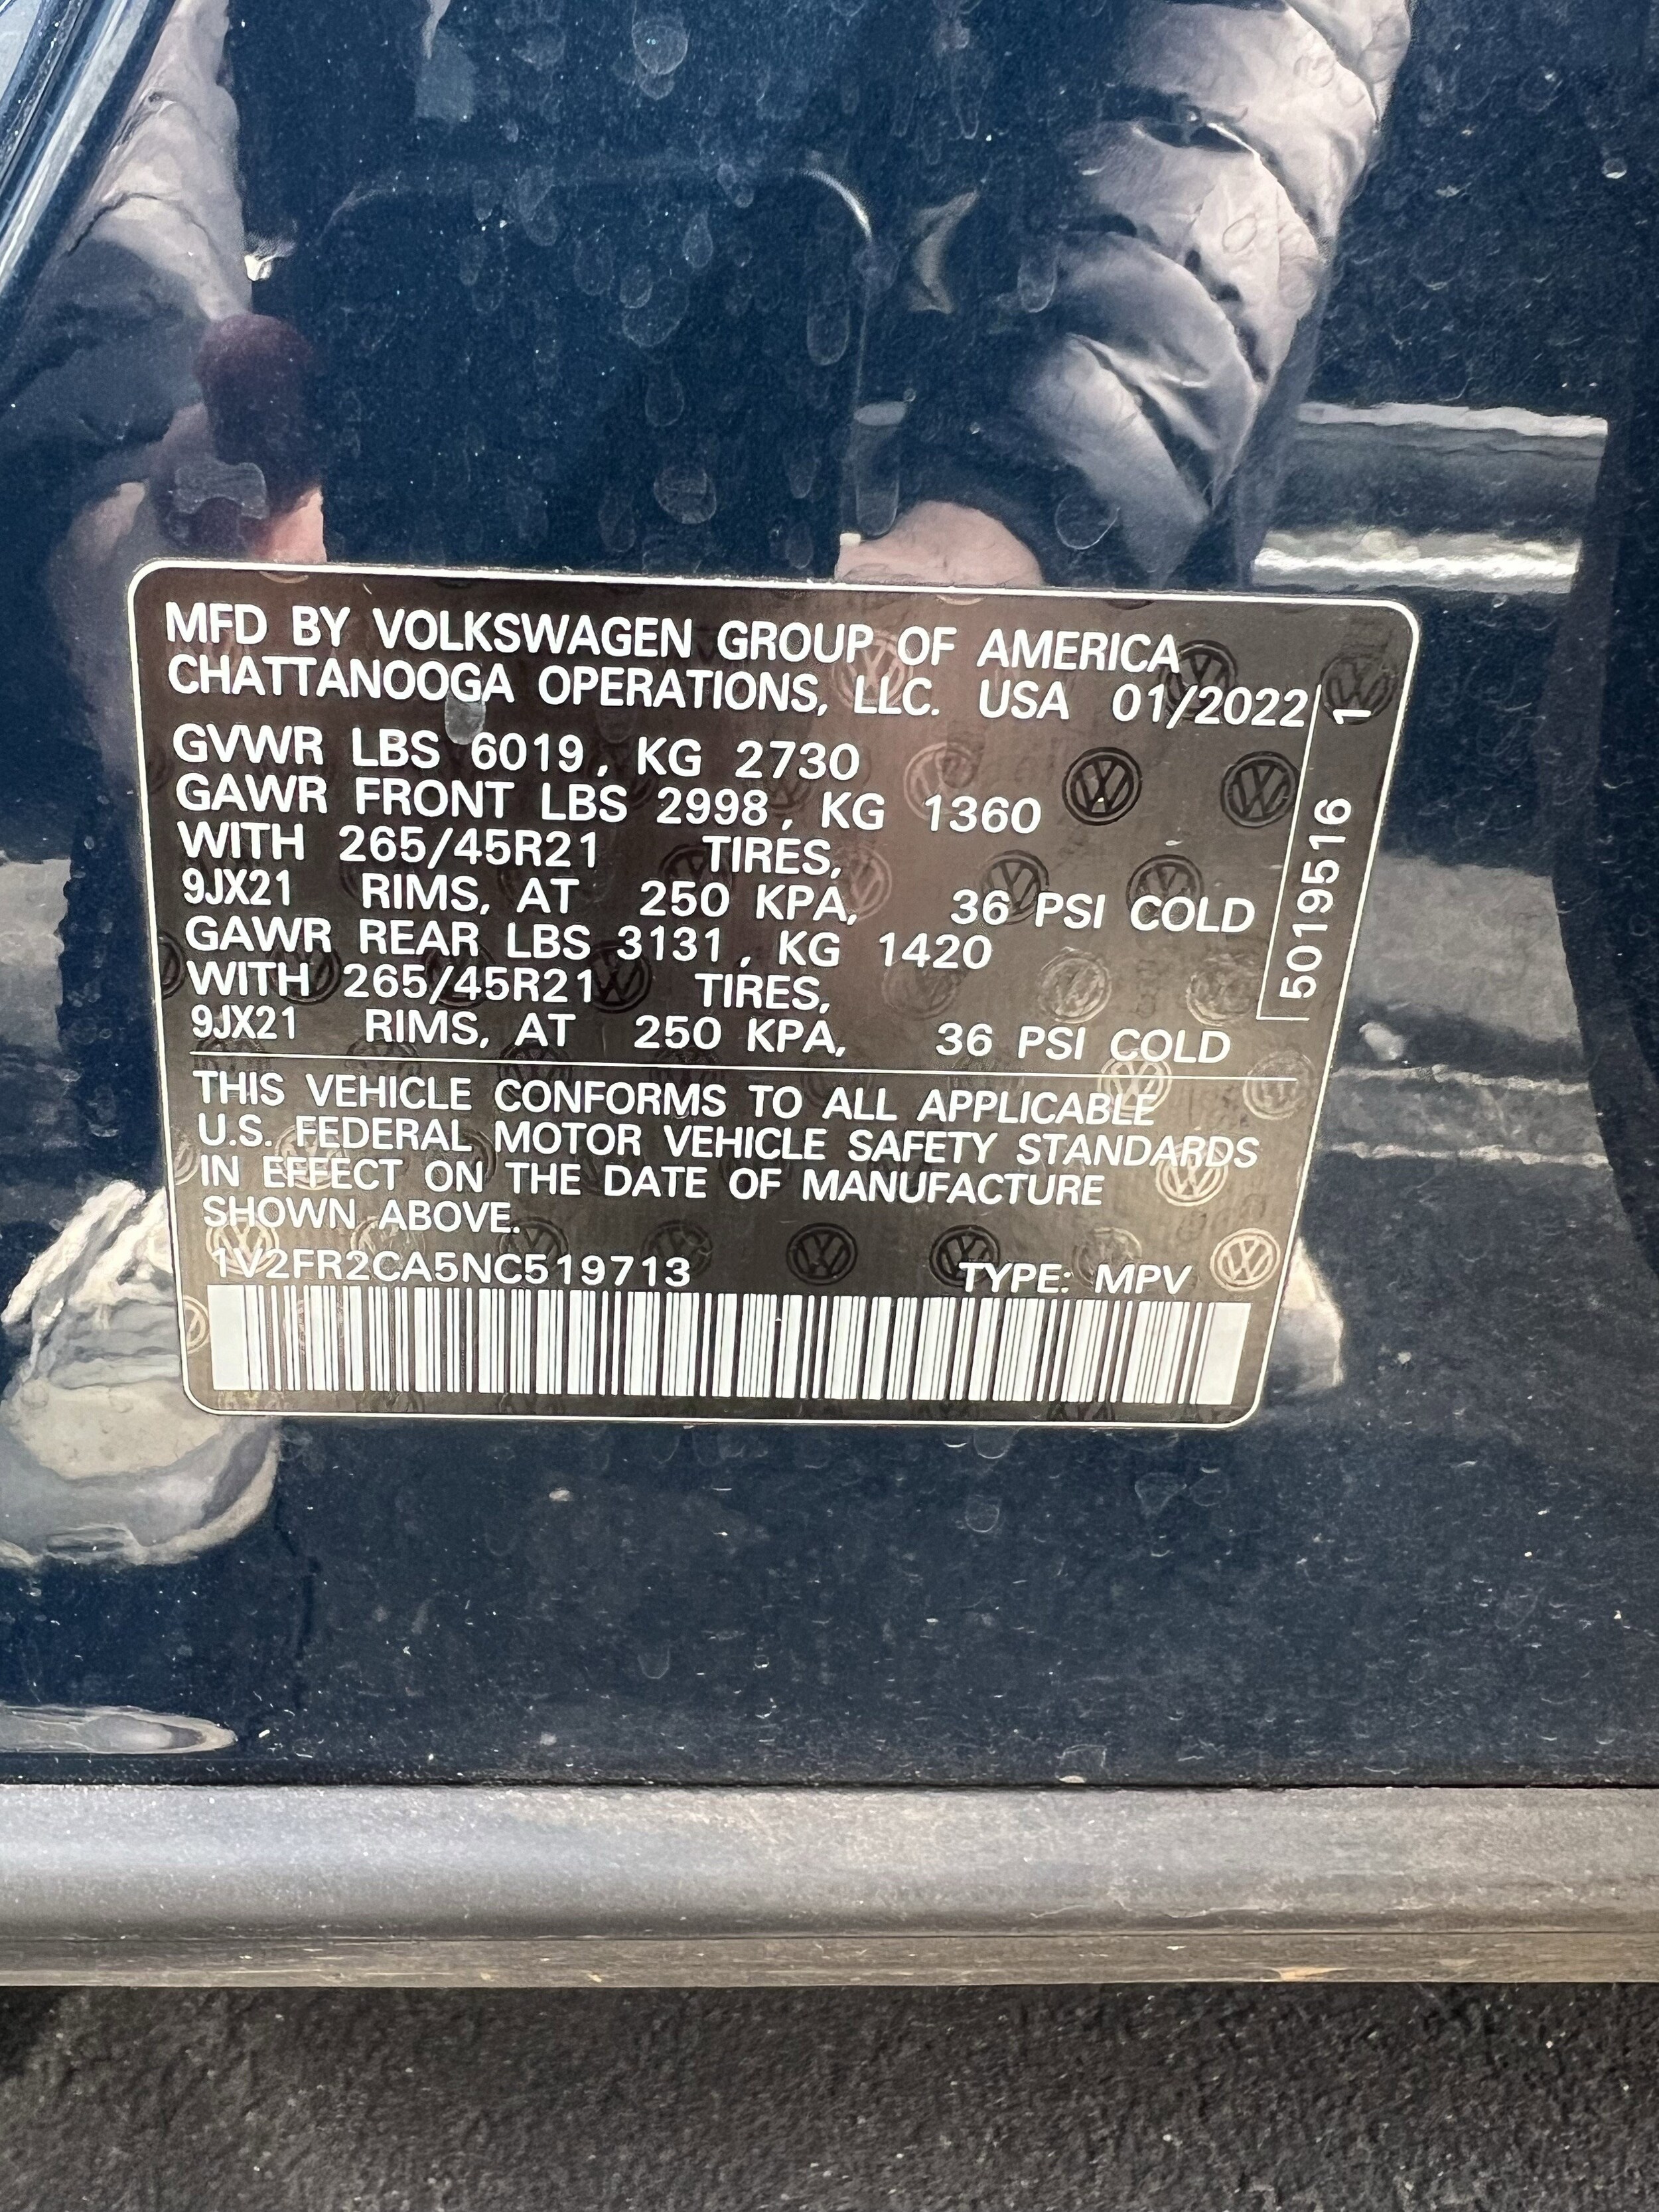 MFD BY VOLKSWAGEN GROUP OF AMERICA
CHATTANOOGA OPERATIONS, LLC. USA 01/2022
GVWR LBS 6019, KG 2730
GAWR FRONT LBS 2998, KG 1360
WITH 265/45R21 TIRES,
9JX21 RIMS, AT 250 KPA, 36 PSI COLD
GAWR REAR LBS 3131, KG 1420
WITH 265/45R21 TIRES,
9JX21 RIMS, AT 250 KPA, 36 PSI COLD
THIS VEHICLE CONFORMS TO ALL APPLICABLE
U.S. FEDERAL MOTOR VEHICLE SAFETY STANDARDS
IN EFFECT ON THE DATE OF MANUFACTURE
SHOWN ABOVE.
1V2FR2CA5NC519713 TYPE: MPV
5019516 1